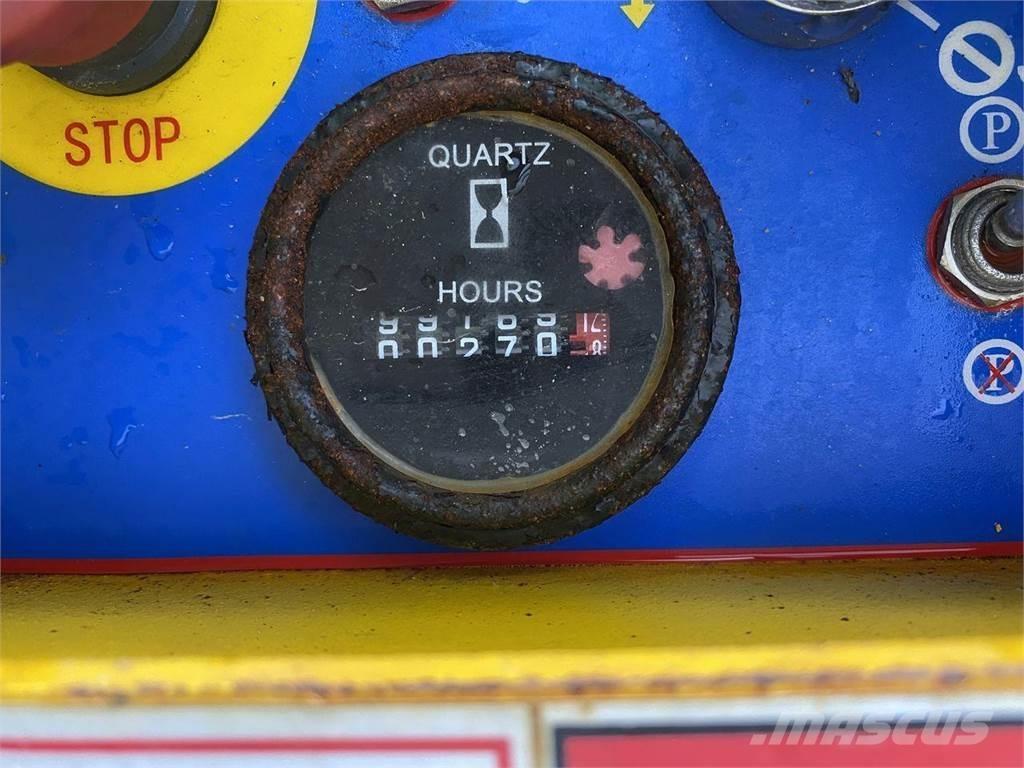 STOP
P
QUARTZ
HOURS
00270
P
MASCUS